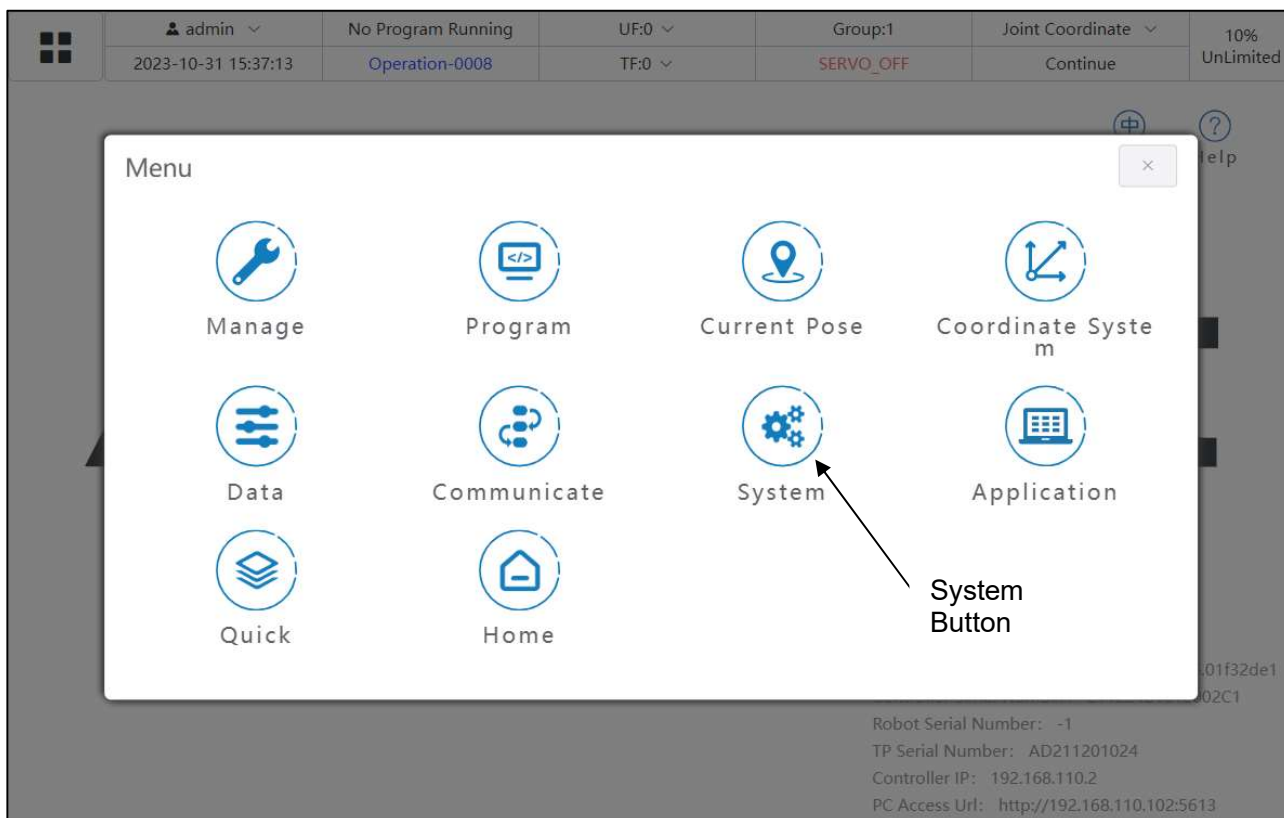 admin No Program Running UF:0 Group:1 Joint Coordinate 10%
2023-10-31 15:37:13 Operation-0008 TF:0 SERVO_OFF Continue UnLimited
中 ?
Menu × elp
</>
Manage Program Current Pose Coordinate Syste
m
Data Communicate System Application
System
Button
Quick Home
01f32de1
02C1
Robot Serial Number: -1
TP Serial Number: AD211201024
Controller IP: 192.168.110.2
PC Access Url: http://192.168.110.102:5613